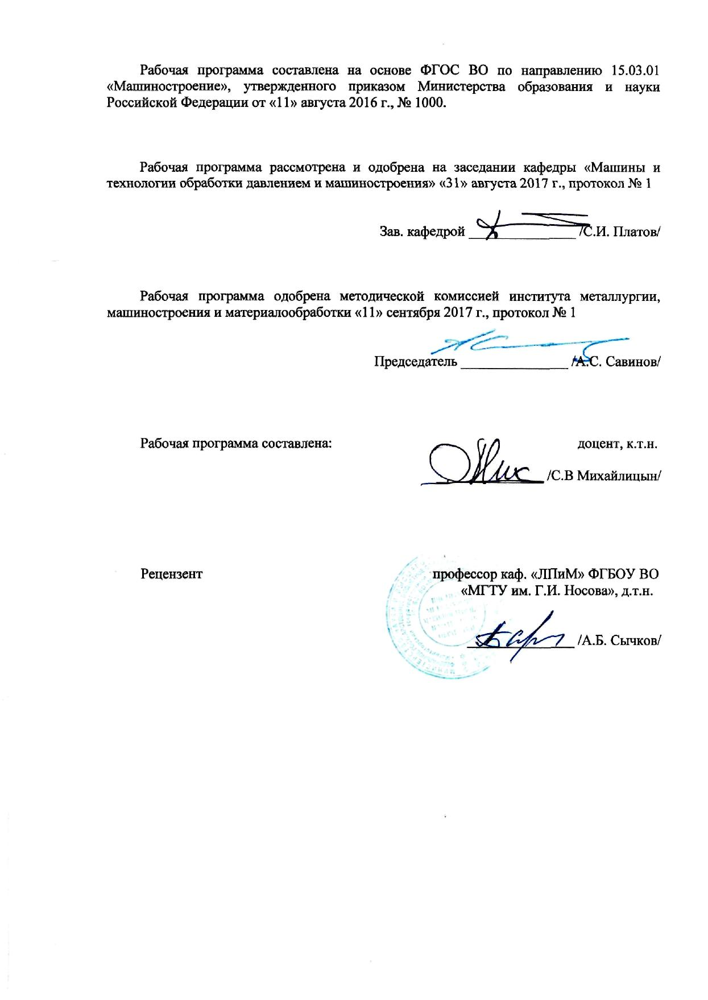 Рабочая программа составлена на основе ФГОС ВО по направлению 15.03.01
«Машиностроение», утвержденного приказом Министерства образования и науки
Российской Федерации от «11» августа 2016 г., № 1000.
Рабочая программа рассмотрена и одобрена на заседании кафедры «Машины и
технологии обработки давлением и машиностроения» «31» августа 2017 г., протокол № 1
Зав. кафедрой _______________ /С.И. Платов/
Рабочая программа одобрена методической комиссией института металлургии,
машиностроения и материалообработки «11» сентября 2017 г., протокол № 1
Председатель _______________ /А.С. Савинов/
Рабочая программа составлена: доцент, к.т.н.
_______________ /С.В Михайлицын/
Рецензент профессор каф. «ЛПиМ» ФГБОУ ВО
«МГТУ им. Г.И. Носова», д.т.н.
_______________ /А.Б. Сычков/